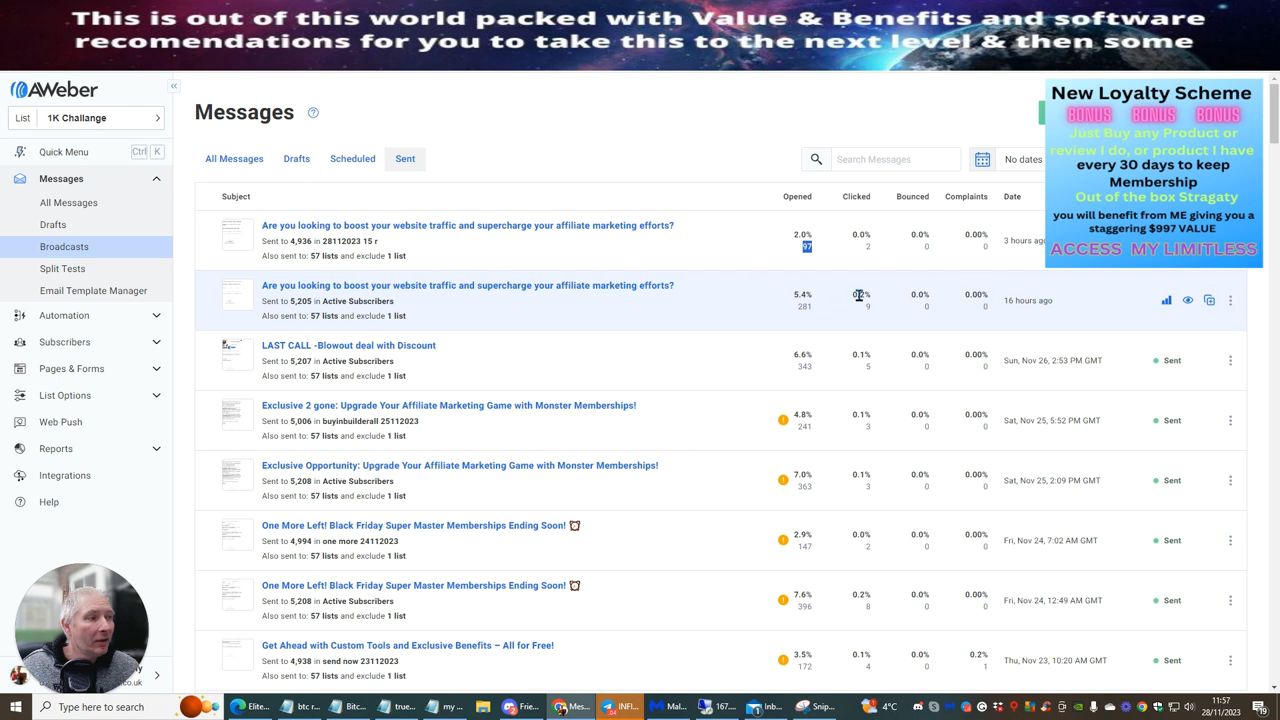 This is out of this world packed with Value & Benefits and software
recomendations for you to take this to the next level & then some
AWeber
List 1K Challange
Quick Menu Ctrl K
Messages
All Messages
Drafts
Broadcasts
Split Tests
Email Template Manager
Automation
Subscribers
Pages & Forms
List Options
Web Push
Reports
Integrations
Help
Messages
All Messages Drafts Scheduled Sent
Search Messages
No dates
New Loyalty Scheme
BONUS BONUS BONUS
Just Buy any Product or
review I do, or product I have
every 30 days to keep
Membership
Out of the box Stragaty
you will benefit from ME giving you a
staggering $997 VALUE
ACCESS MY LIMITLESS
Subject Opened Clicked Bounced Complaints Date
Are you looking to boost your website traffic and supercharge your affiliate marketing efforts?
Sent to 4,936 in 28112023 15 r
Also sent to: 57 lists and exclude 1 list
2.0% 0.0% 0.0% 0.00%
97 2 0 0
3 hours ago
Are you looking to boost your website traffic and supercharge your affiliate marketing efforts?
Sent to 5,205 in Active Subscribers
Also sent to: 57 lists and exclude 1 list
5.4% 0.2% 0.0% 0.00%
281 9 0 0
16 hours ago
LAST CALL -Blowout deal with Discount
Sent to 5,207 in Active Subscribers
Also sent to: 57 lists and exclude 1 list
6.6% 0.1% 0.0% 0.00%
343 5 0 0
Sun, Nov 26, 2:53 PM GMT Sent
Exclusive 2 gone: Upgrade Your Affiliate Marketing Game with Monster Memberships!
Sent to 5,006 in buyinbuilderall 25112023
Also sent to: 57 lists and exclude 1 list
4.8% 0.1% 0.0% 0.00%
241 3 0 0
Sat, Nov 25, 5:52 PM GMT Sent
Exclusive Opportunity: Upgrade Your Affiliate Marketing Game with Monster Memberships!
Sent to 5,208 in Active Subscribers
Also sent to: 57 lists and exclude 1 list
7.0% 0.1% 0.0% 0.00%
363 3 0 0
Sat, Nov 25, 2:09 PM GMT Sent
One More Left! Black Friday Super Master Memberships Ending Soon! ⏰
Sent to 4,994 in one more 24112023
Also sent to: 57 lists and exclude 1 list
2.9% 0.0% 0.0% 0.00%
147 2 0 0
Fri, Nov 24, 7:02 AM GMT Sent
One More Left! Black Friday Super Master Memberships Ending Soon! ⏰
Sent to 5,208 in Active Subscribers
Also sent to: 57 lists and exclude 1 list
7.6% 0.2% 0.0% 0.00%
396 8 0 0
Fri, Nov 24, 12:49 AM GMT Sent
Get Ahead with Custom Tools and Exclusive Benefits – All for Free!
Sent to 4,938 in send now 23112023
Also sent to: 57 lists and exclude 1 list
3.5% 0.1% 0.0% 0.2%
172 4 0 1
Thu, Nov 23, 10:20 AM GMT Sent
co.uk
Type here to search
Elite... btc r... Bitc... true... my ... Frie... Mes... INFI... Mal... 167.... Inb... Snip...
4°C
11:57
28/11/2023